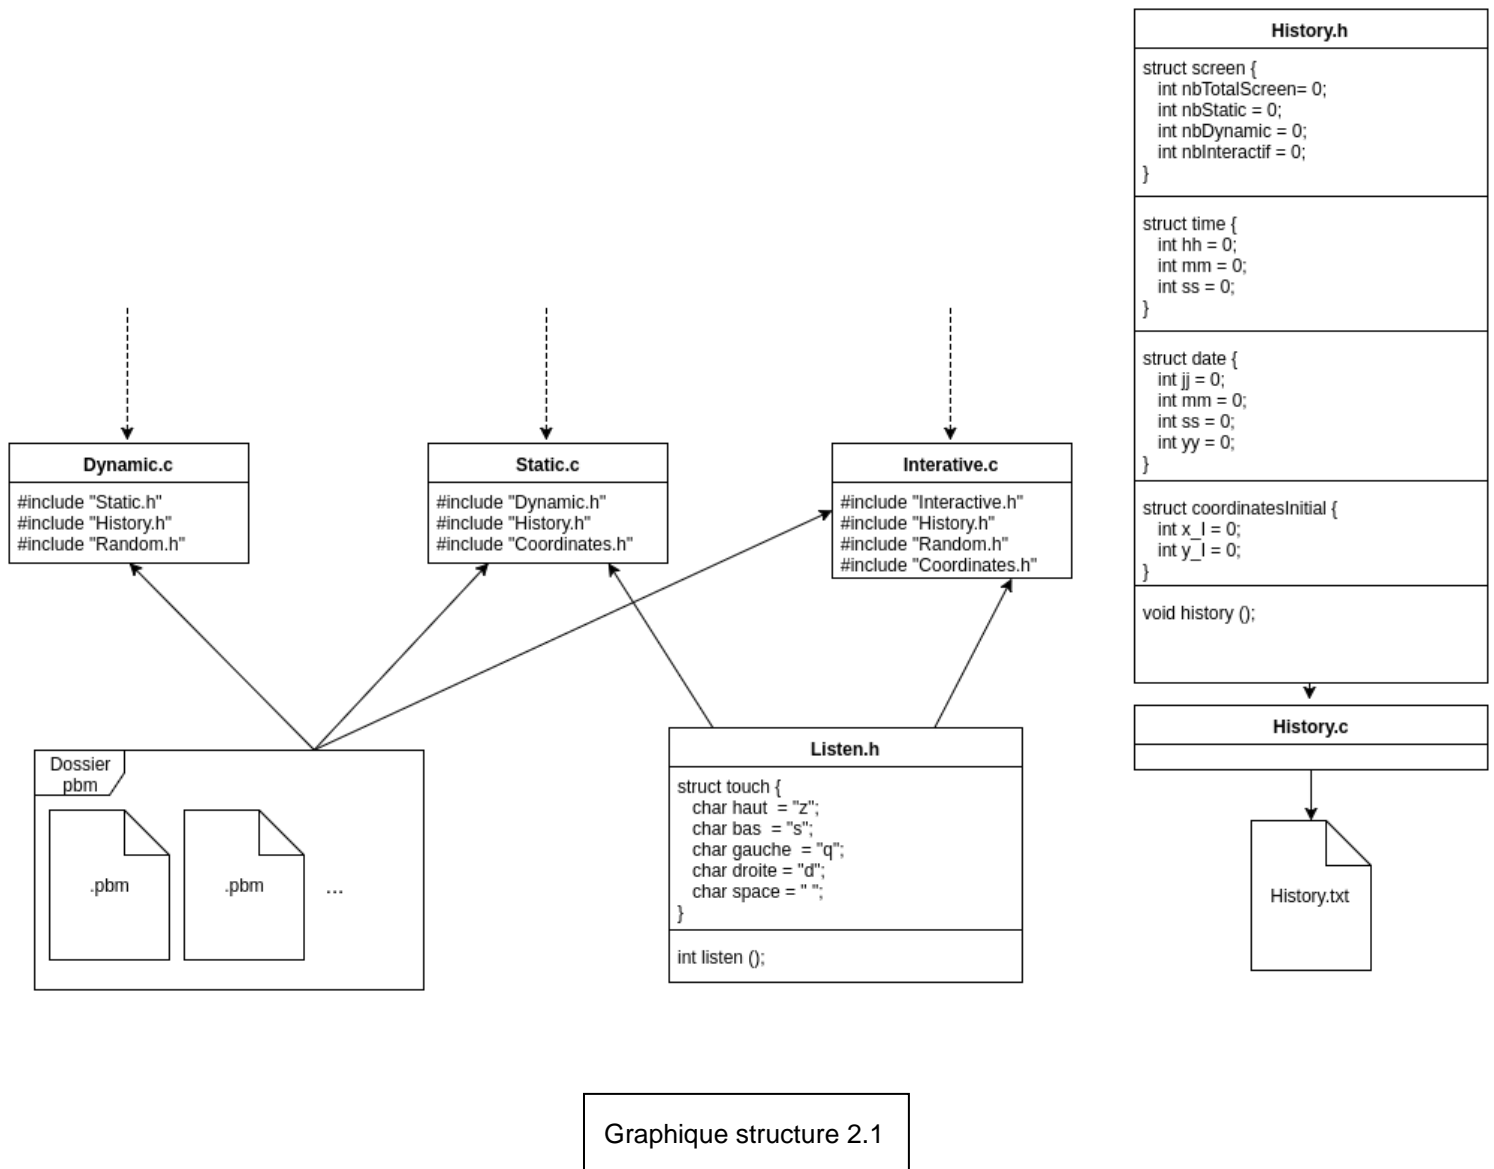 History.h
struct screen {
int nbTotalScreen= 0;
int nbStatic = 0;
int nbDynamic = 0;
int nbInteractif = 0;
}
struct time {
int hh = 0;
int mm = 0;
int ss = 0;
}
struct date {
int jj = 0;
int mm = 0;
int ss = 0;
int yy = 0;
}
struct coordinatesInitial {
int x_I = 0;
int y_I = 0;
}
void history ();
History.c
History.txt
Dynamic.c
#include "Static.h"
#include "History.h"
#include "Random.h"
Static.c
#include "Dynamic.h"
#include "History.h"
#include "Coordinates.h"
Interative.c
#include "Interactive.h"
#include "History.h"
#include "Random.h"
#include "Coordinates.h"
Dossier
pbm
.pbm
.pbm
...
Listen.h
struct touch {
char haut  = "z";
char bas  = "s";
char gauche  = "q";
char droite = "d";
char space = " ";
}
int listen ();
Graphique structure 2.1